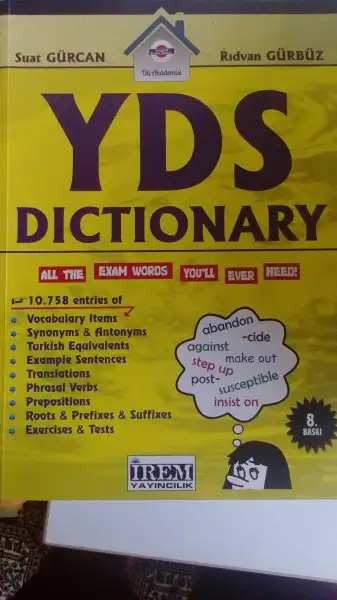 Suat GÜRCAN
Rıdvan GÜRBÜZ
Dil Akademisi
YDS
DICTIONARY
ALL THE EXAM WORDS YOU'LL EVER NEED!
10.758 entries of
Vocabulary Items
Synonyms & Antonyms
Turkish Equivalents
Example Sentences
Translations
Phrasal Verbs
Prepositions
Roots & Prefixes & Suffixes
Exercises & Tests
abandon
-cide
against
make out
step up
post-
susceptible
insist on
8.
BASKI
İREM
YAYINCILIK